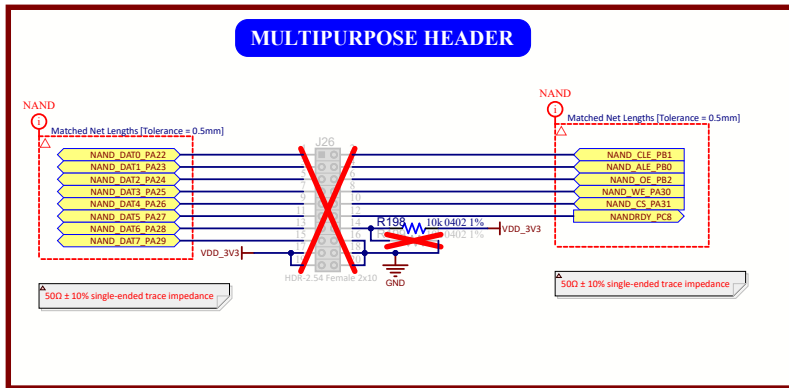 MULTIPURPOSE HEADER
NAND
i
Matched Net Lengths [Tolerance = 0.5mm]
NAND_DAT0_PA22
NAND_DAT1_PA23
NAND_DAT2_PA24
NAND_DAT3_PA25
NAND_DAT4_PA26
NAND_DAT5_PA27
NAND_DAT6_PA28
NAND_DAT7_PA29
VDD_3V3
50Ω ± 10% single-ended trace impedance
J26
HDR-2.54 Female 2x10
R198
10k 0402 1%
VDD_3V3
GND
NAND
i
Matched Net Lengths [Tolerance = 0.5mm]
NAND_CLE_PB1
NAND_ALE_PB0
NAND_OE_PB2
NAND_WE_PA30
NAND_CS_PA31
NANDRDY_PC8
50Ω ± 10% single-ended trace impedance